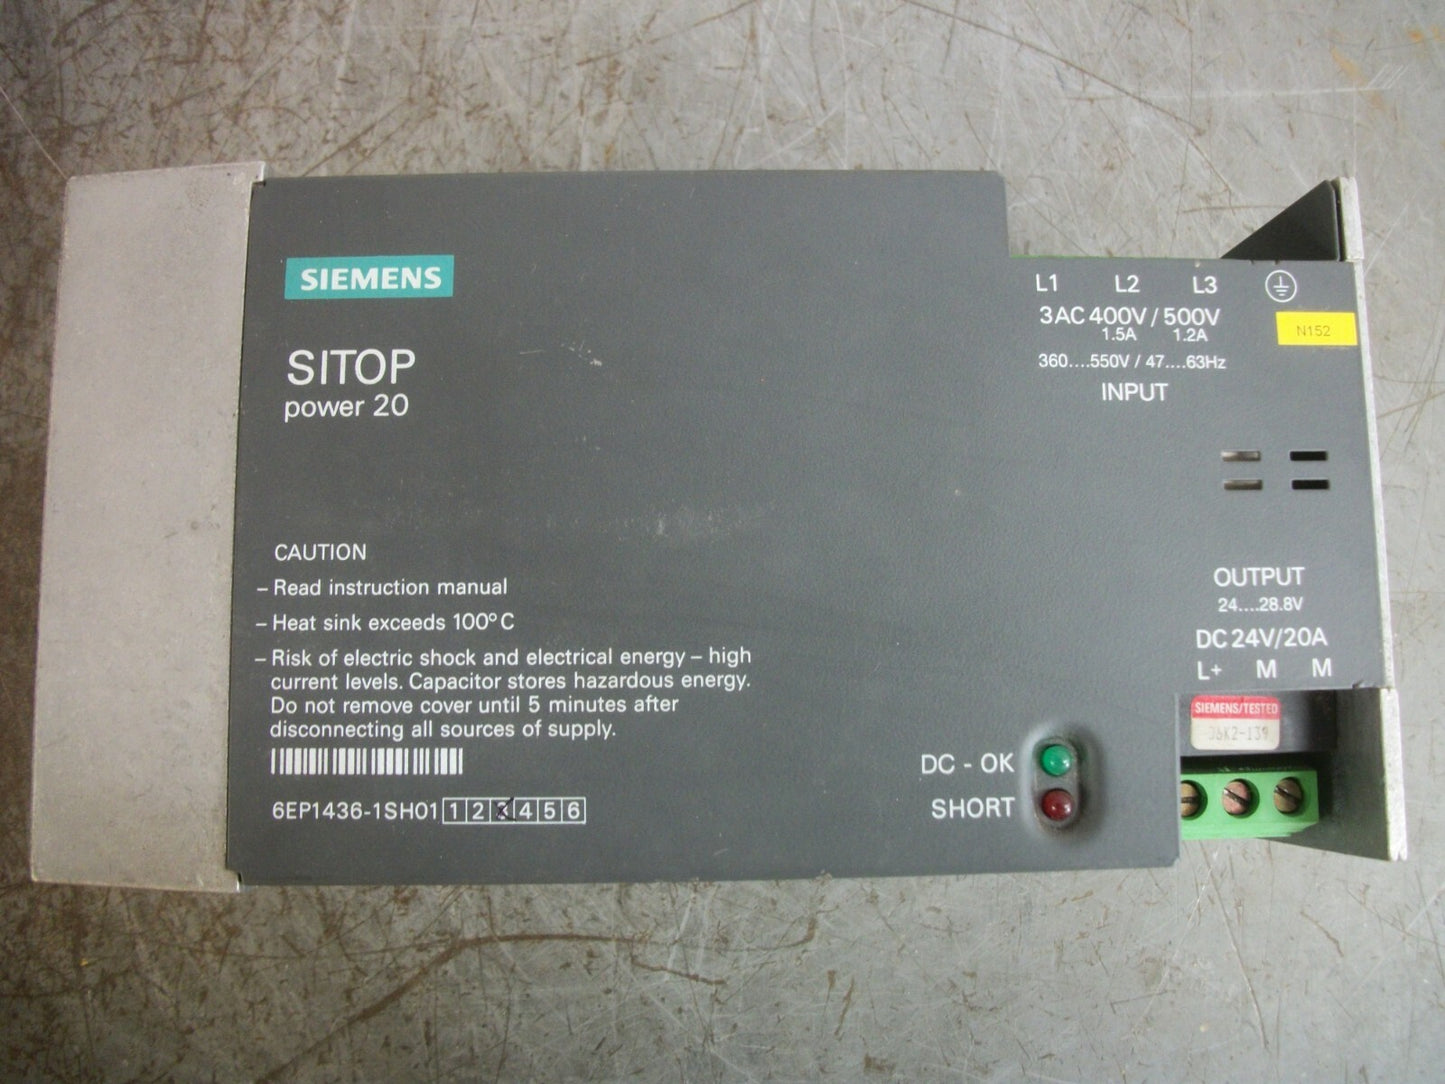 SIEMENS
SITOP
power 20
CAUTION
– Read instruction manual
– Heat sink exceeds 100°C
– Risk of electric shock and electrical energy – high
current levels. Capacitor stores hazardous energy.
Do not remove cover until 5 minutes after
disconnecting all sources of supply.
6EP1436-1SH01 1 2 3 4 5 6
L1 L2 L3
3AC 400V / 500V
1.5A 1.2A
360....550V / 47....63Hz
INPUT
N152
OUTPUT
24....28.8V
DC 24V/20A
L+ M M
SIEMENS/TESTED
DC - OK
SHORT